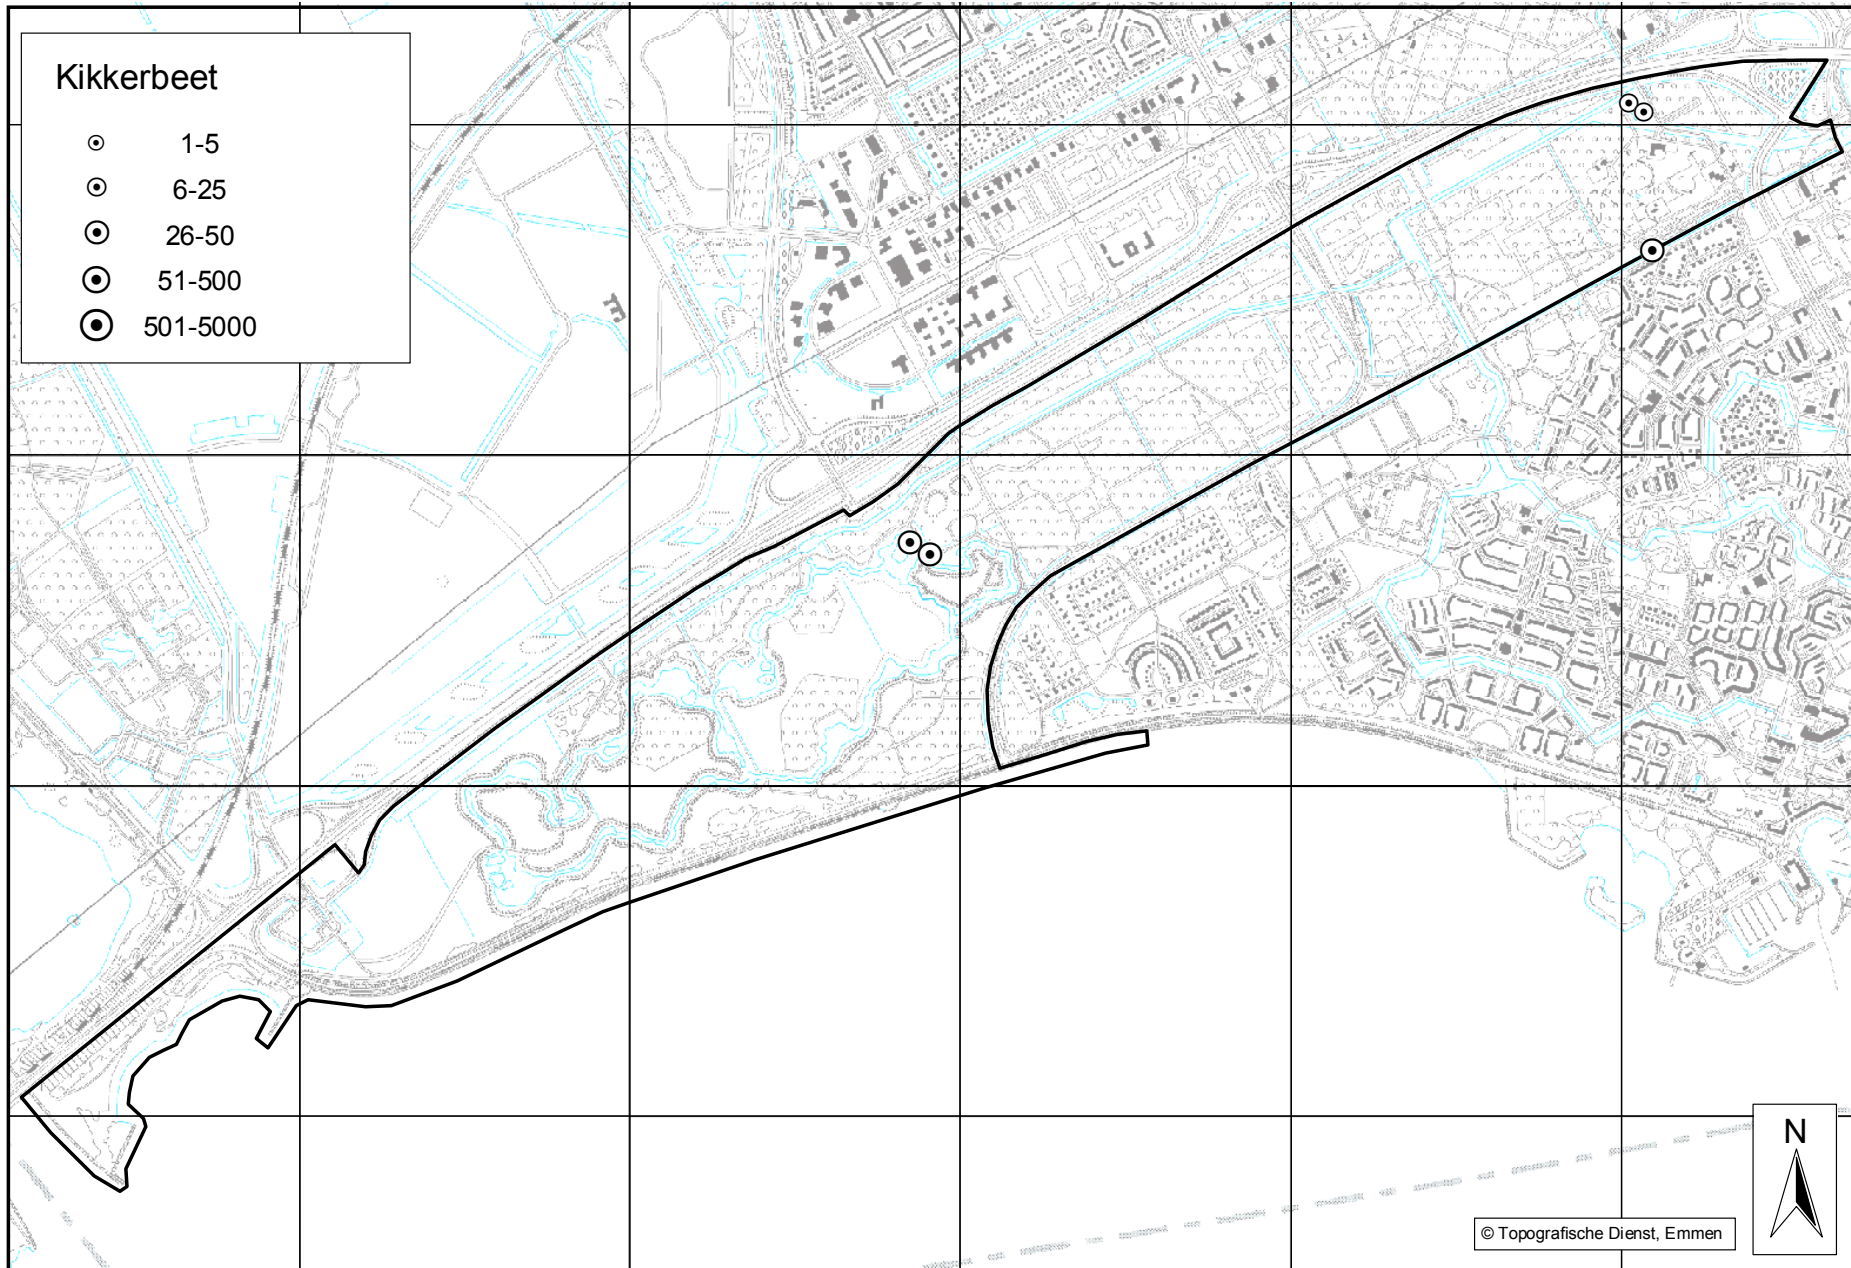 Kikkerbeet
1-5
6-25
26-50
51-500
501-5000
N
© Topografische Dienst, Emmen